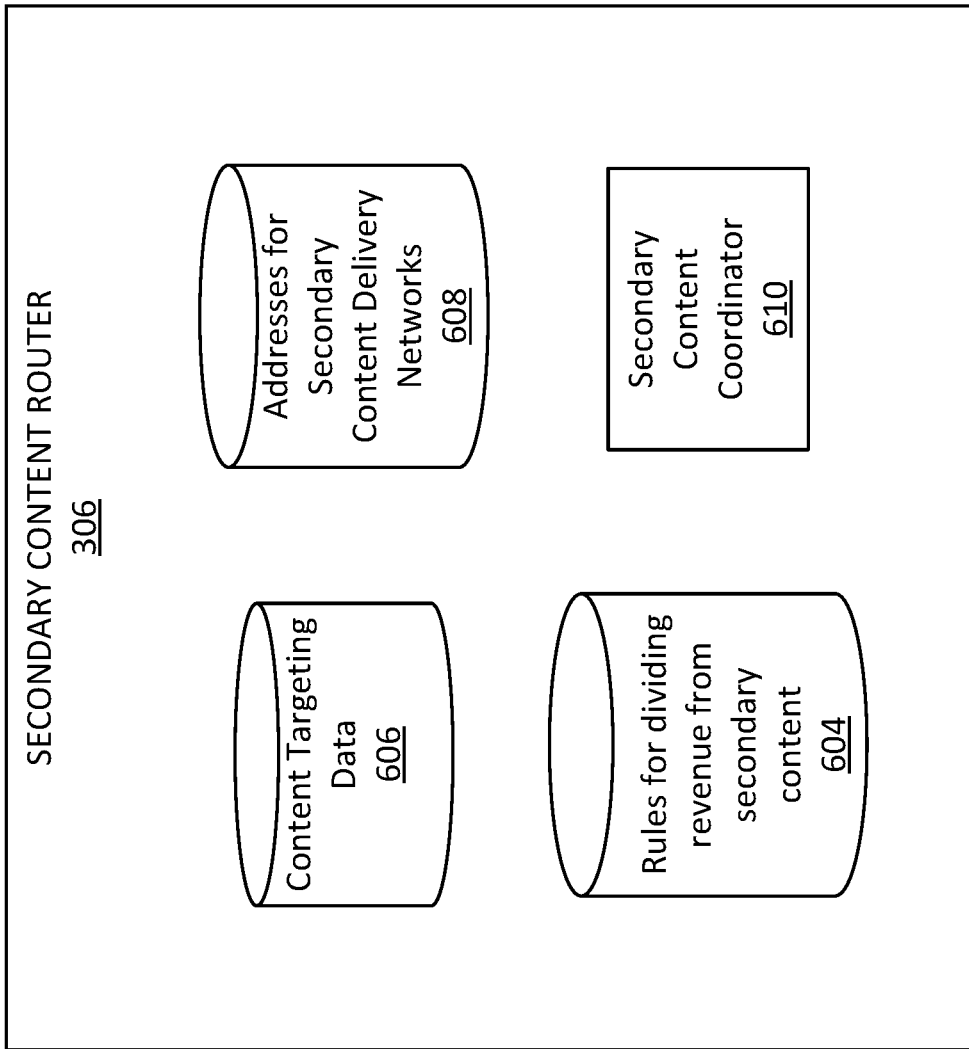 SECONDARY CONTENT ROUTER
306
Content Targeting
Data
606
Addresses for
Secondary
Content Delivery
Networks
608
Rules for dividing
revenue from
secondary
content
604
Secondary
Content
Coordinator
610